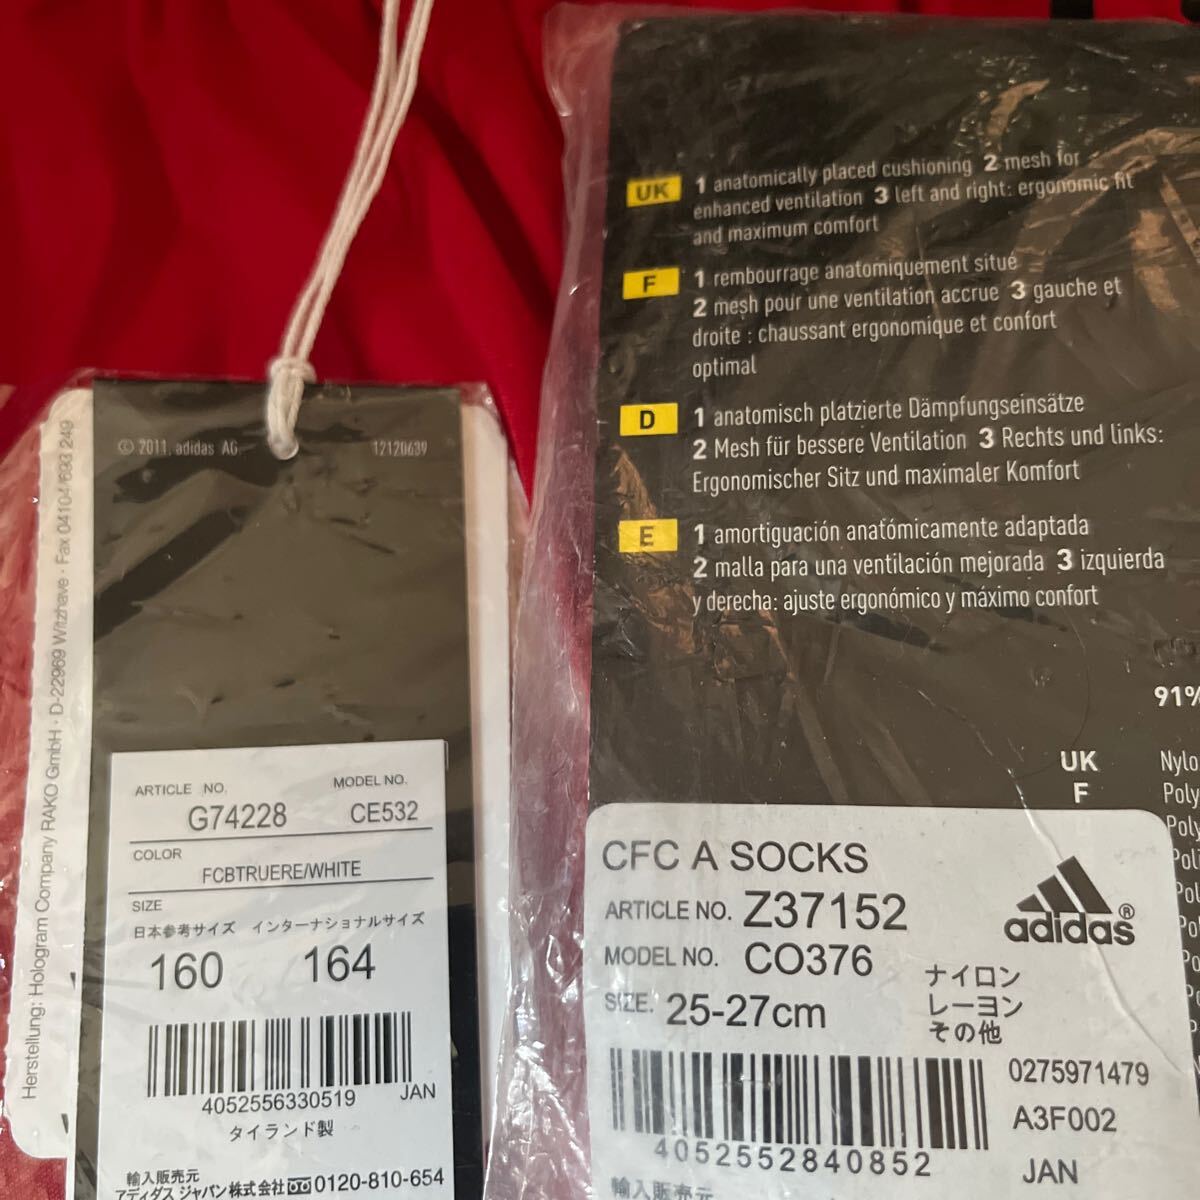 Herstellung: Hologram Company RAKO GmbH · D-22969 Witzhave · Fax 04104/693 249
© 2011. adidas AG.
12120639
ARTICLE NO.
MODEL NO.
G74228
CE532
COLOR
FCBTRUERE/WHITE
SIZE
日本参考サイズ インターナショナルサイズ
160 164
4052556330519 JAN
タイランド製
輸入販売元
アディダス ジャパン株式会社 0120-810-654
UK
1 anatomically placed cushioning 2 mesh for
enhanced ventilation 3 left and right: ergonomic fit
and maximum comfort
F
1 rembourrage anatomiquement situé
2 mesh pour une ventilation accrue 3 gauche et
droite : chaussant ergonomique et confort
optimal
D
1 anatomisch platzierte Dämpfungseinsätze
2 Mesh für bessere Ventilation 3 Rechts und links:
Ergonomischer Sitz und maximaler Komfort
E
1 amortiguación anatómicamente adaptada
2 malla para una ventilación mejorada 3 izquierda
y derecha: ajuste ergonómico y máximo confort
91%
UK Nylo
F Poly
CFC A SOCKS
ARTICLE NO. Z37152
MODEL NO. CO376
SIZE. 25-27cm
adidas®
ナイロン
レーヨン
その他
4052552840852
0275971479
A3F002
JAN
輸入販売元